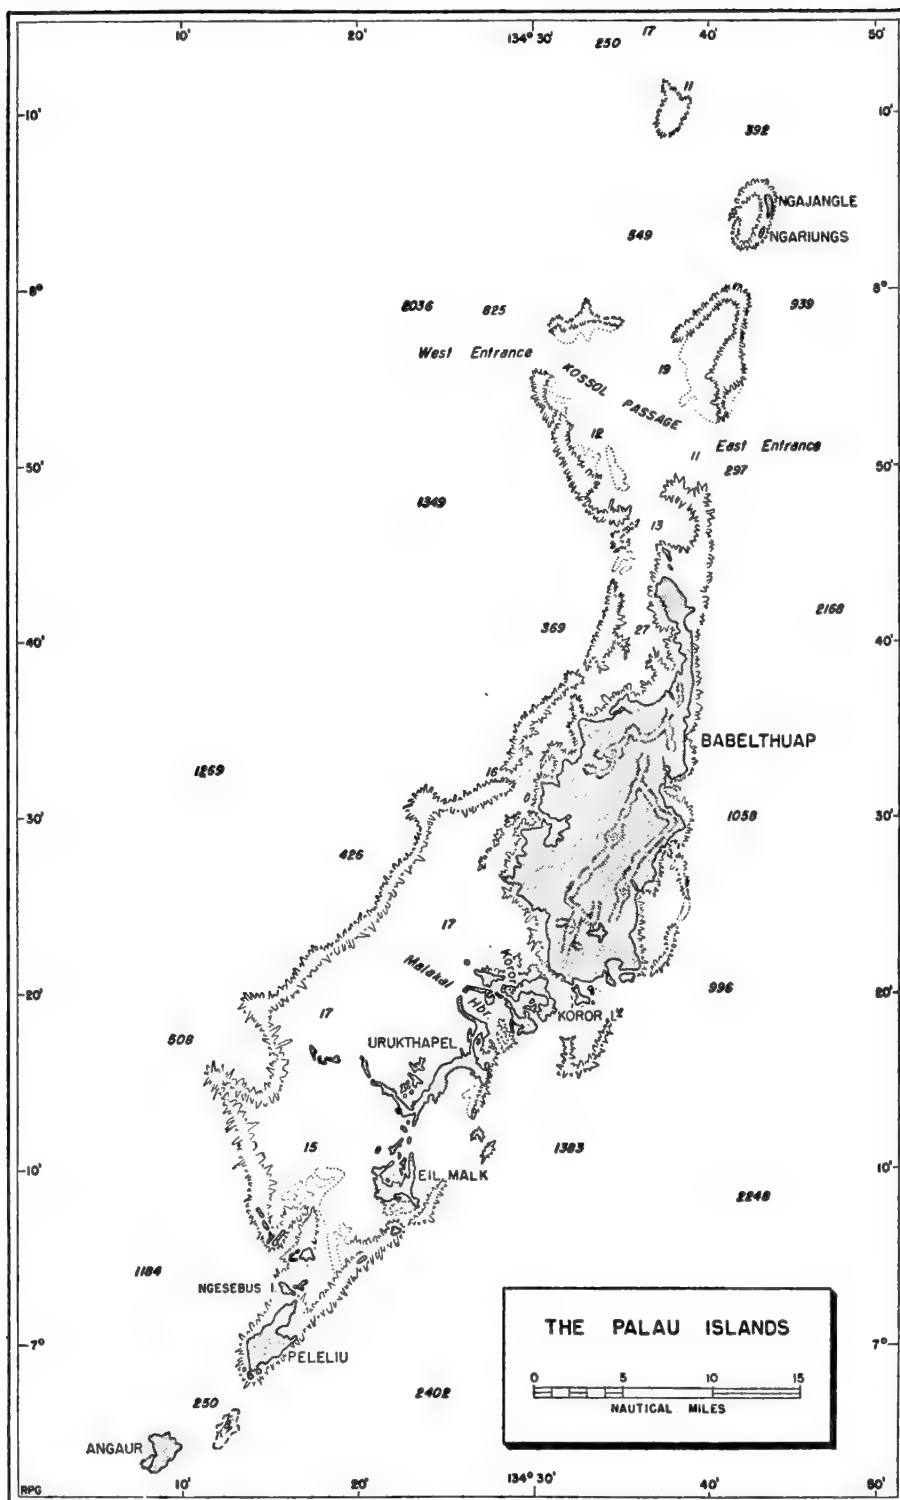 10' 20' 134° 30' 40' 50'
17
250
11
10' 10'
392
NGAJANGLE
549 NGARIUNGS
8° 8°
2036 825 939
West Entrance
KOSSOL PASSAGE
19
12
East Entrance
11
50' 50'
297
1349
13
2168
369 27
40' 40'
BABELTHUAP
1269 16
30' 30'
1058
426
17
Malakal
Koror
Hbr.
996
20' 20'
KOROR I.
17
508
URUKTHAPEL
15
1383
10' 10'
EIL MALK
2248
1184
NGESEBUS I.
THE PALAU ISLANDS
7° 7°
PELELIU
0 5 10 15
NAUTICAL MILES
2402
250
ANGAUR
10' 20' 134° 30' 40'
RPG